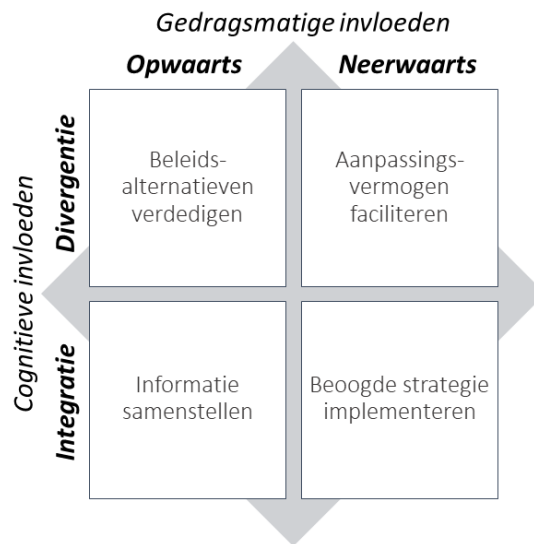 Gedragsmatige invloeden
Opwaarts Neerwaarts
Cognitieve invloeden
Divergentie
Beleids-
alternatieven
verdedigen
Aanpassings-
vermogen
faciliteren
Integratie
Informatie
samenstellen
Beoogde strategie
implementeren